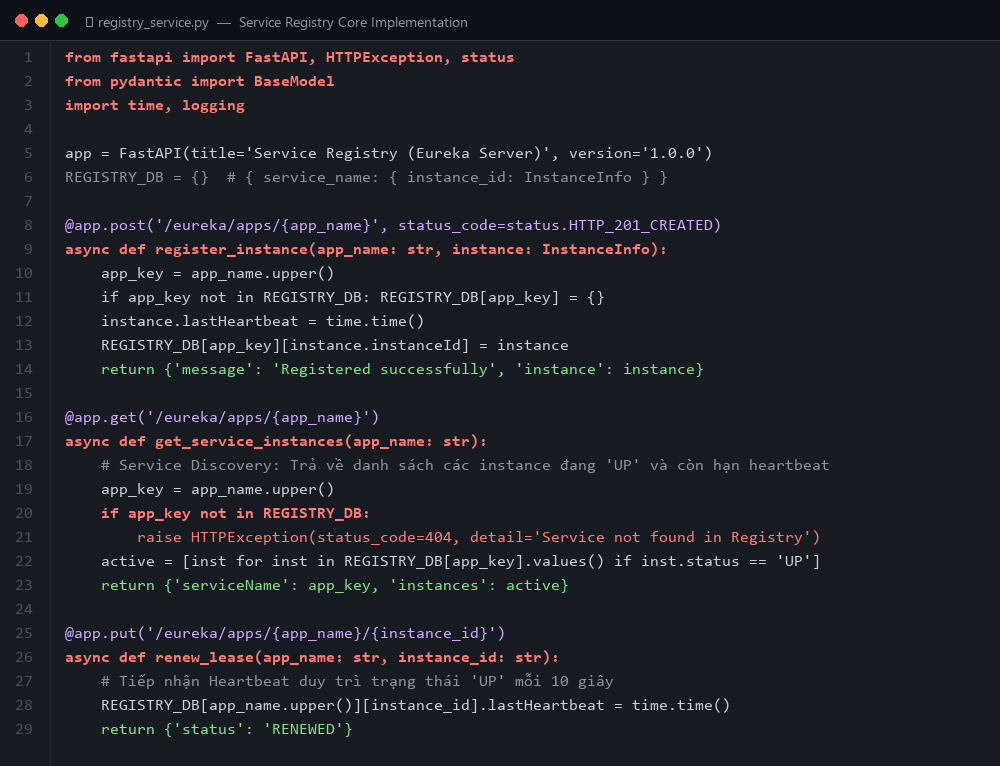 registry_service.py — Service Registry Core Implementation
1 from fastapi import FastAPI, HTTPException, status
2 from pydantic import BaseModel
3 import time, logging
4
5 app = FastAPI(title='Service Registry (Eureka Server)', version='1.0.0')
6 REGISTRY_DB = {}  # { service_name: { instance_id: InstanceInfo } }
7
8 @app.post('/eureka/apps/{app_name}', status_code=status.HTTP_201_CREATED)
9 async def register_instance(app_name: str, instance: InstanceInfo):
10     app_key = app_name.upper()
11     if app_key not in REGISTRY_DB: REGISTRY_DB[app_key] = {}
12     instance.lastHeartbeat = time.time()
13     REGISTRY_DB[app_key][instance.instanceId] = instance
14     return {'message': 'Registered successfully', 'instance': instance}
15
16 @app.get('/eureka/apps/{app_name}')
17 async def get_service_instances(app_name: str):
18     # Service Discovery: Trả về danh sách các instance đang 'UP' và còn hạn heartbeat
19     app_key = app_name.upper()
20     if app_key not in REGISTRY_DB:
21         raise HTTPException(status_code=404, detail='Service not found in Registry')
22     active = [inst for inst in REGISTRY_DB[app_key].values() if inst.status == 'UP']
23     return {'serviceName': app_key, 'instances': active}
24
25 @app.put('/eureka/apps/{app_name}/{instance_id}')
26 async def renew_lease(app_name: str, instance_id: str):
27     # Tiếp nhận Heartbeat duy trì trạng thái 'UP' mỗi 10 giây
28     REGISTRY_DB[app_name.upper()][instance_id].lastHeartbeat = time.time()
29     return {'status': 'RENEWED'}